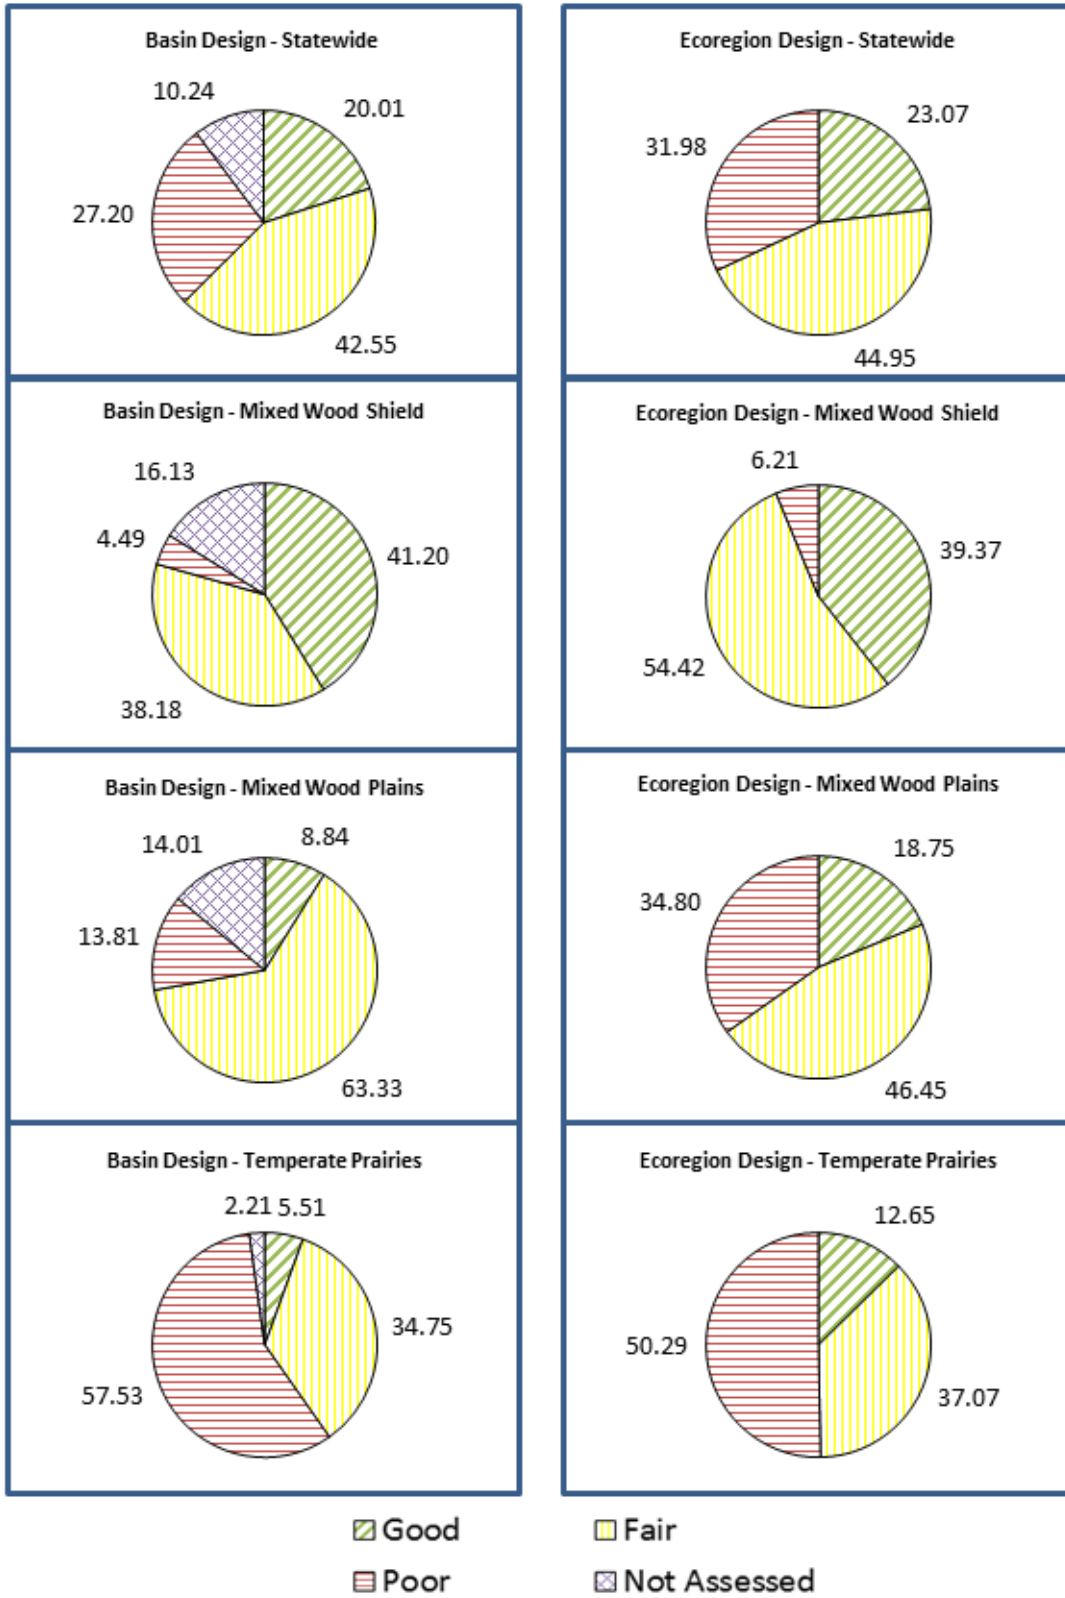 Basin Design - Statewide
10.24
20.01
27.20
42.55
Ecoregion Design - Statewide
23.07
31.98
44.95
Basin Design - Mixed Wood Shield
16.13
4.49
41.20
38.18
Ecoregion Design - Mixed Wood Shield
6.21
39.37
54.42
Basin Design - Mixed Wood Plains
14.01
8.84
13.81
63.33
Ecoregion Design - Mixed Wood Plains
18.75
34.80
46.45
Basin Design - Temperate Prairies
2.21 5.51
34.75
57.53
Ecoregion Design - Temperate Prairies
12.65
50.29
37.07
Good Fair
Poor Not Assessed